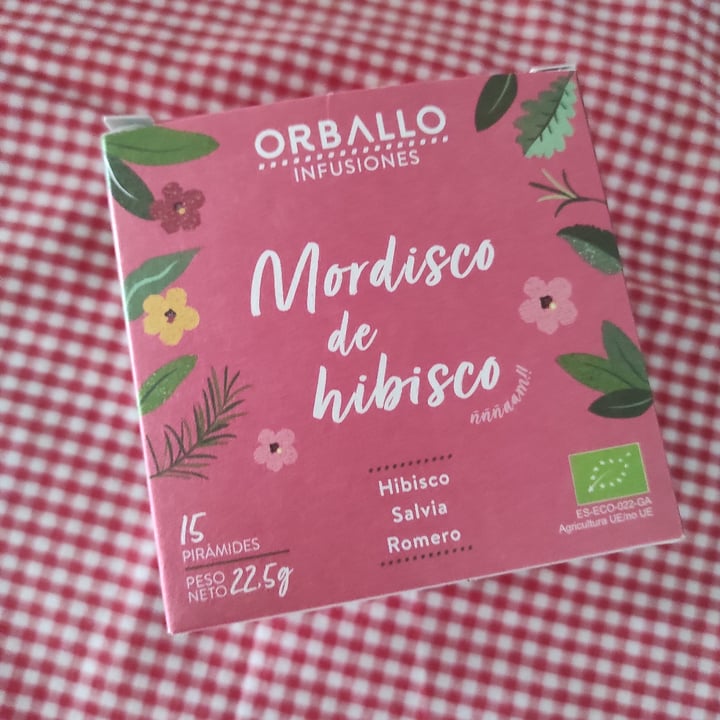 ORBALLO
INFUSIONES
Mordisco
de
hibisco
ñññaaam!!
Hibisco
Salvia
Romero
15
PIRÁMIDES
PESO
NETO 22,5g
ES-ECO-022-GA
Agricultura UE/no UE